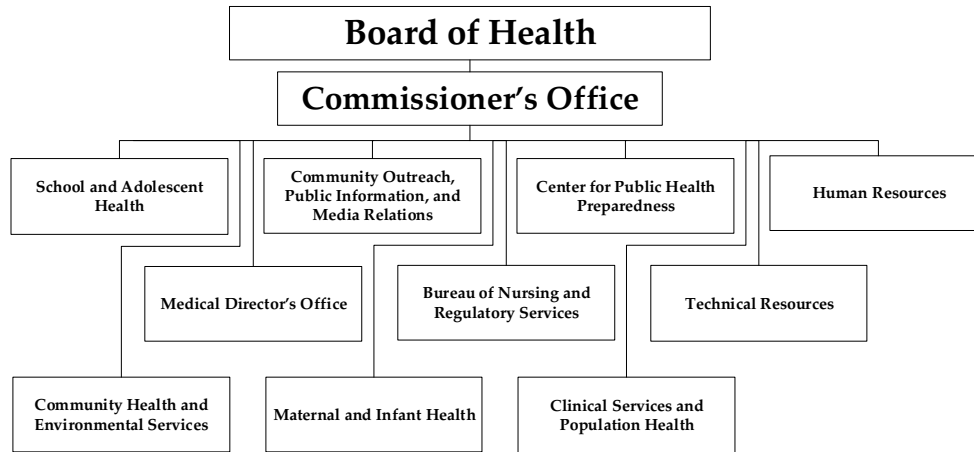 Board of Health
Commissioner’s Office
School and Adolescent
Health
Community Outreach,
Public Information, and
Media Relations
Center for Public Health
Preparedness
Human Resources
Medical Director’s Office
Bureau of Nursing and
Regulatory Services
Technical Resources
Community Health and
Environmental Services
Maternal and Infant Health
Clinical Services and
Population Health